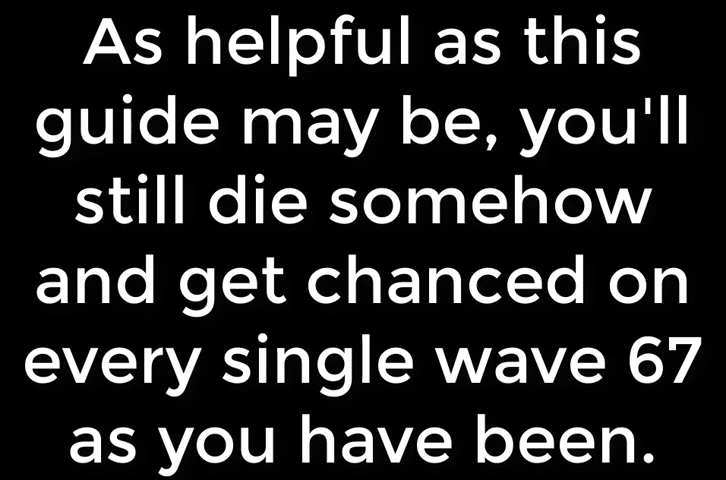 As helpful as this
guide may be, you'll
still die somehow
and get chanced on
every single wave 67
as you have been.